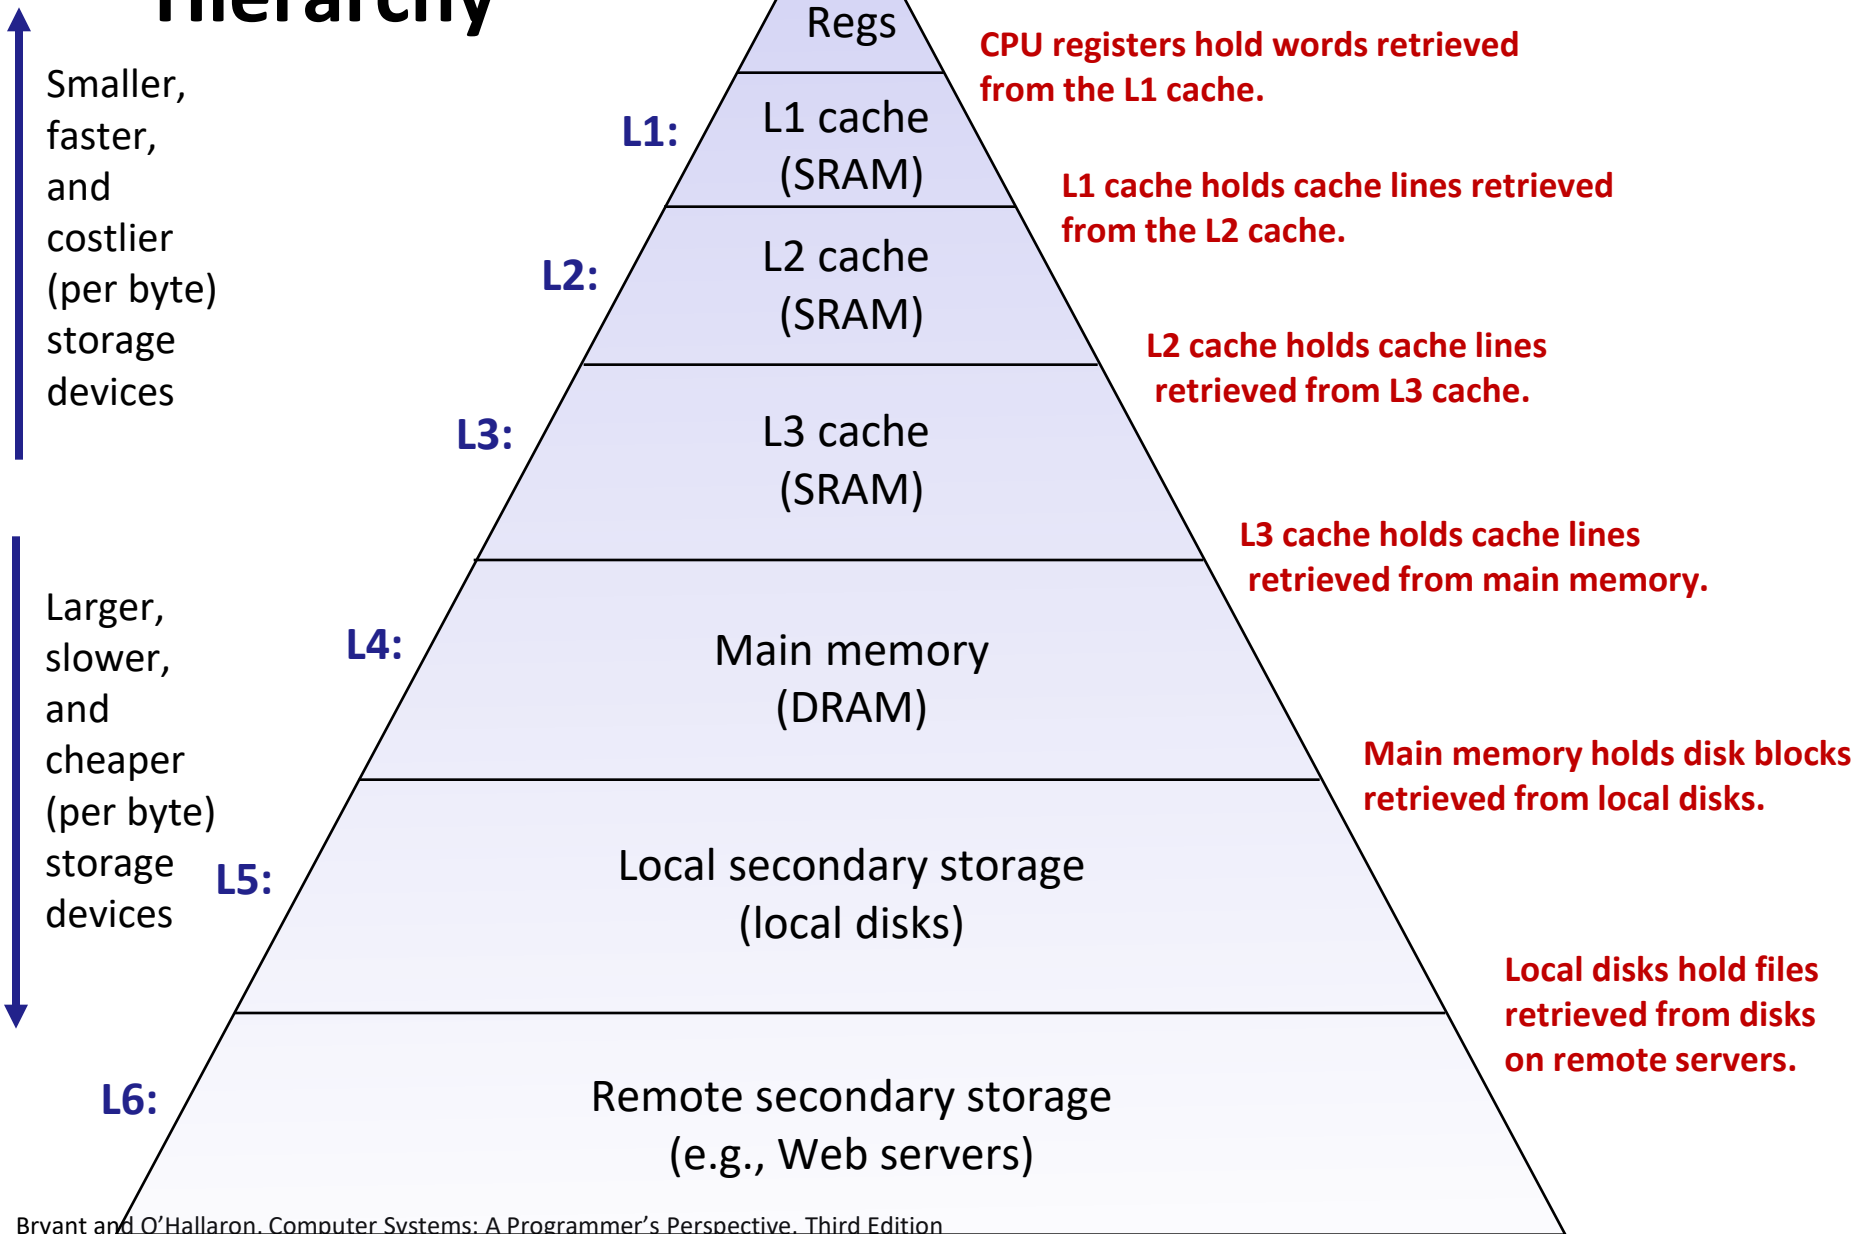 Hierarchy
Regs
CPU registers hold words retrieved
from the L1 cache.
Smaller,
faster,
and
costlier
(per byte)
storage
devices
L1:
L1 cache
(SRAM)
L1 cache holds cache lines retrieved
from the L2 cache.
L2:
L2 cache
(SRAM)
L2 cache holds cache lines
retrieved from L3 cache.
L3:
L3 cache
(SRAM)
L3 cache holds cache lines
retrieved from main memory.
Larger,
slower,
and
cheaper
(per byte)
storage
devices
L4:
Main memory
(DRAM)
Main memory holds disk blocks
retrieved from local disks.
L5:
Local secondary storage
(local disks)
Local disks hold files
retrieved from disks
on remote servers.
L6:
Remote secondary storage
(e.g., Web servers)
Bryant and O'Hallaron, Computer Systems: A Programmer's Perspective, Third Edition